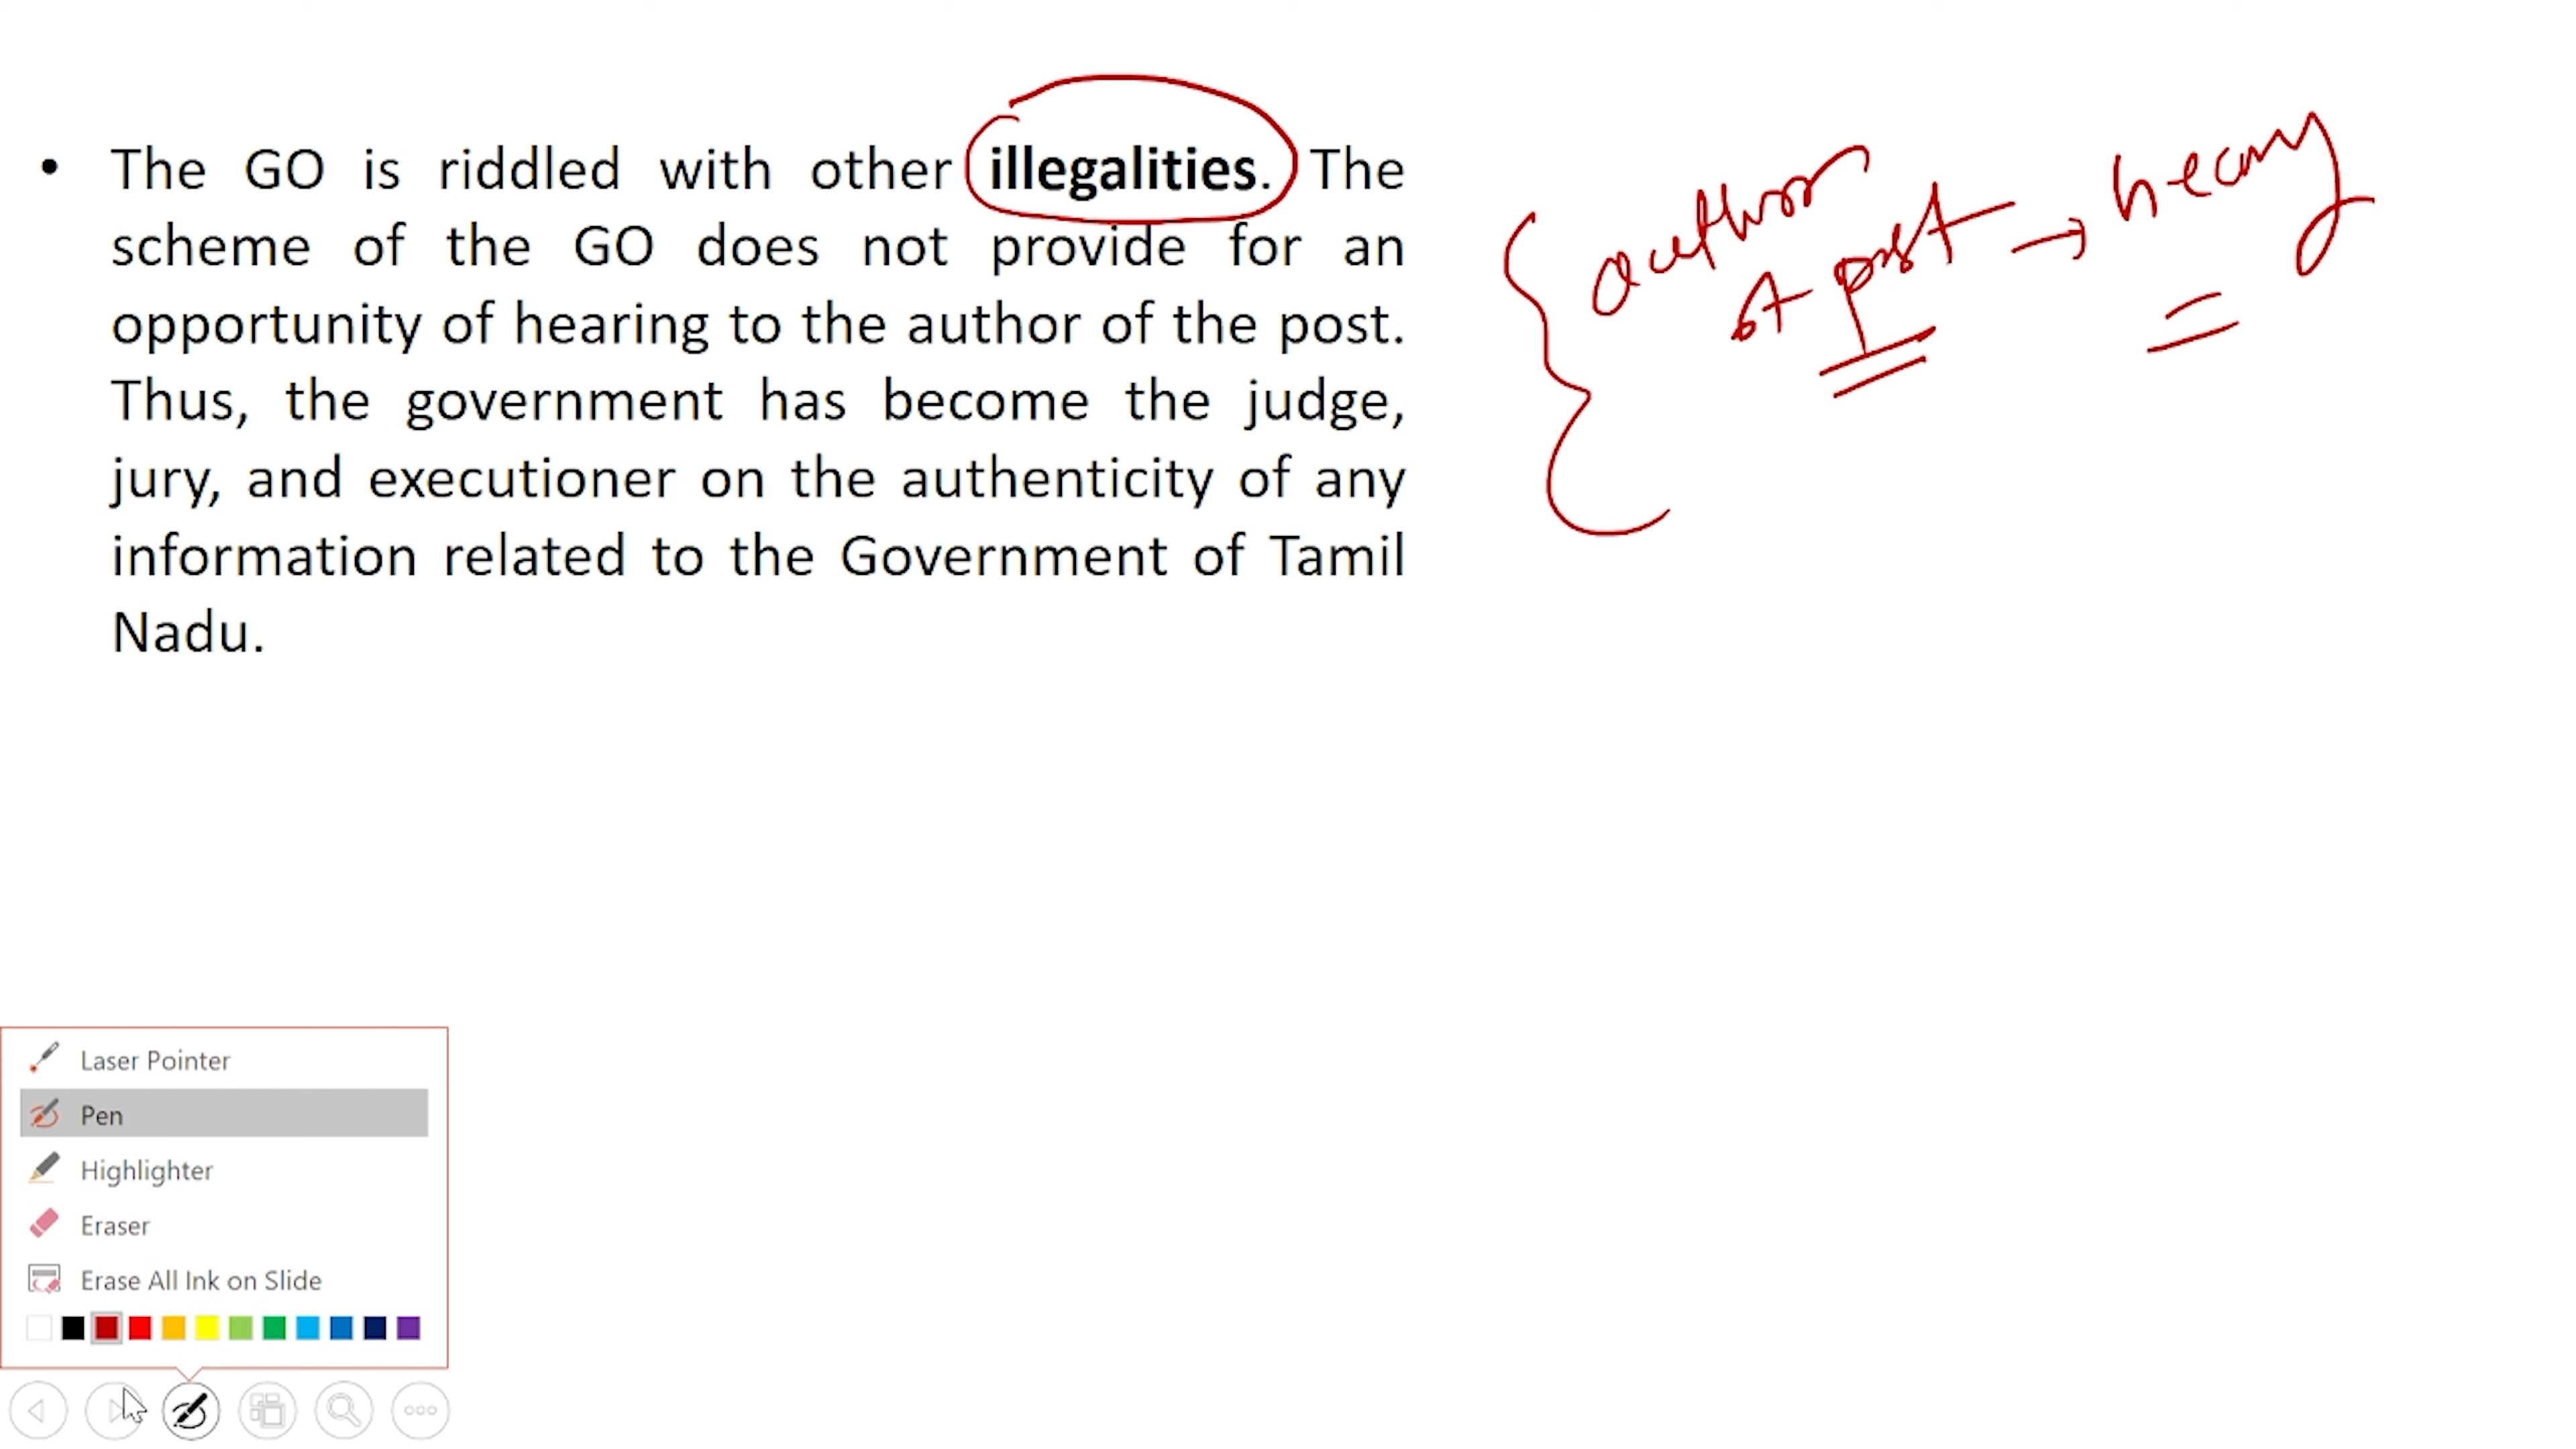 • The GO is riddled with other illegalities. The
scheme of the GO does not provide for an
opportunity of hearing to the author of the post.
Thus, the government has become the judge,
jury, and executioner on the authenticity of any
information related to the Government of Tamil
Nadu.
author
post → 
Laser Pointer
Pen
Highlighter
Eraser
Erase All Ink on Slide